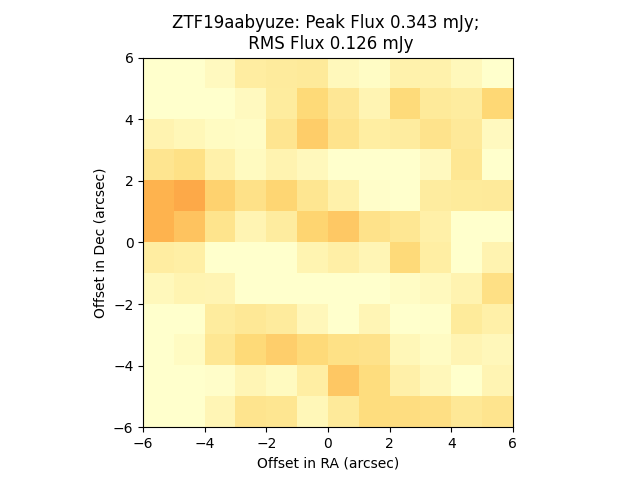 ZTF19aabyuze: Peak Flux 0.343 mJy;
RMS Flux 0.126 mJy
6
4
2
0
−2
−4
−6
Offset in Dec (arcsec)
−6 −4 −2 0 2 4 6
Offset in RA (arcsec)